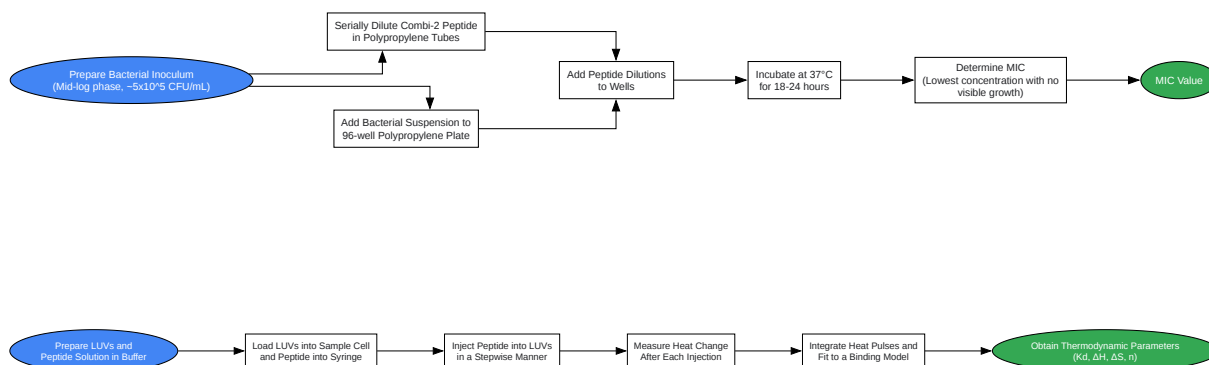 Serially Dilute Combi-2 Peptide
in Polypropylene Tubes
Prepare Bacterial Inoculum
(Mid-log phase, ~5x10^5 CFU/mL)
Add Bacterial Suspension to
96-well Polypropylene Plate
Add Peptide Dilutions
to Wells
Incubate at 37°C
for 18-24 hours
Determine MIC
(Lowest concentration with no
visible growth)
MIC Value
Prepare LUVs and
Peptide Solution in Buffer
Load LUVs into Sample Cell
and Peptide into Syringe
Inject Peptide into LUVs
in a Stepwise Manner
Measure Heat Change
After Each Injection
Integrate Heat Pulses and
Fit to a Binding Model
Obtain Thermodynamic Parameters
(Kd, ΔH, ΔS, n)